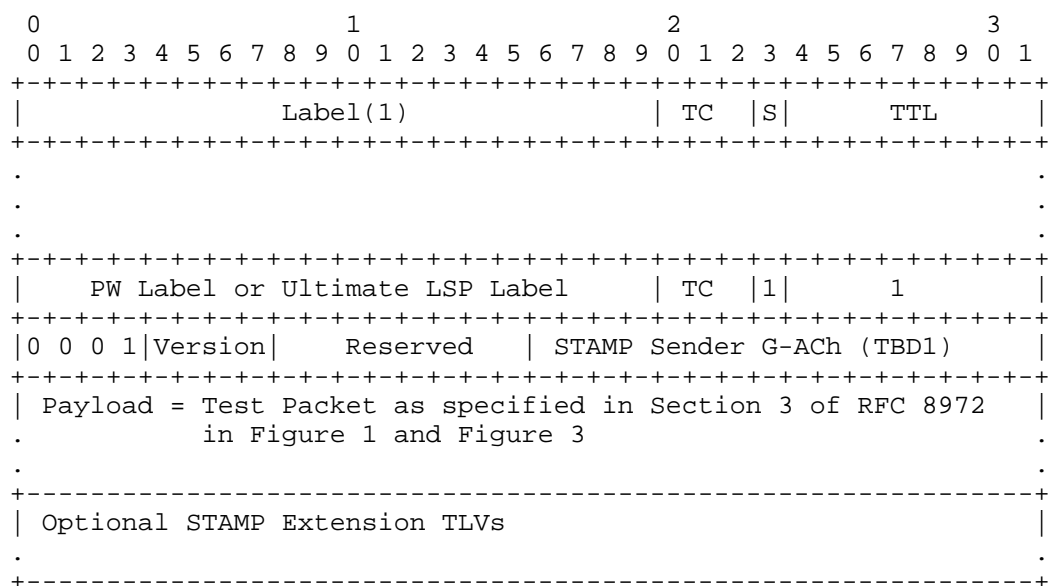 0                   1                   2                   3
 0 1 2 3 4 5 6 7 8 9 0 1 2 3 4 5 6 7 8 9 0 1 2 3 4 5 6 7 8 9 0 1
+-+-+-+-+-+-+-+-+-+-+-+-+-+-+-+-+-+-+-+-+-+-+-+-+-+-+-+-+-+-+-+-+
|                Label(1)               | TC  |S|      TTL      |
+-+-+-+-+-+-+-+-+-+-+-+-+-+-+-+-+-+-+-+-+-+-+-+-+-+-+-+-+-+-+-+-+
.                                                               .
.                                                               .
.                                                               .
+-+-+-+-+-+-+-+-+-+-+-+-+-+-+-+-+-+-+-+-+-+-+-+-+-+-+-+-+-+-+-+-+
|    PW Label or Ultimate LSP Label     | TC  |1|      1        |
+-+-+-+-+-+-+-+-+-+-+-+-+-+-+-+-+-+-+-+-+-+-+-+-+-+-+-+-+-+-+-+-+
|0 0 0 1|Version|    Reserved   | STAMP Sender G-ACh (TBD1)     |
+-+-+-+-+-+-+-+-+-+-+-+-+-+-+-+-+-+-+-+-+-+-+-+-+-+-+-+-+-+-+-+-+
| Payload = Test Packet as specified in Section 3 of RFC 8972   |
.           in Figure 1 and Figure 3                            .
.                                                               .
+---------------------------------------------------------------+
| Optional STAMP Extension TLVs                                 |
.                                                               .
+---------------------------------------------------------------+